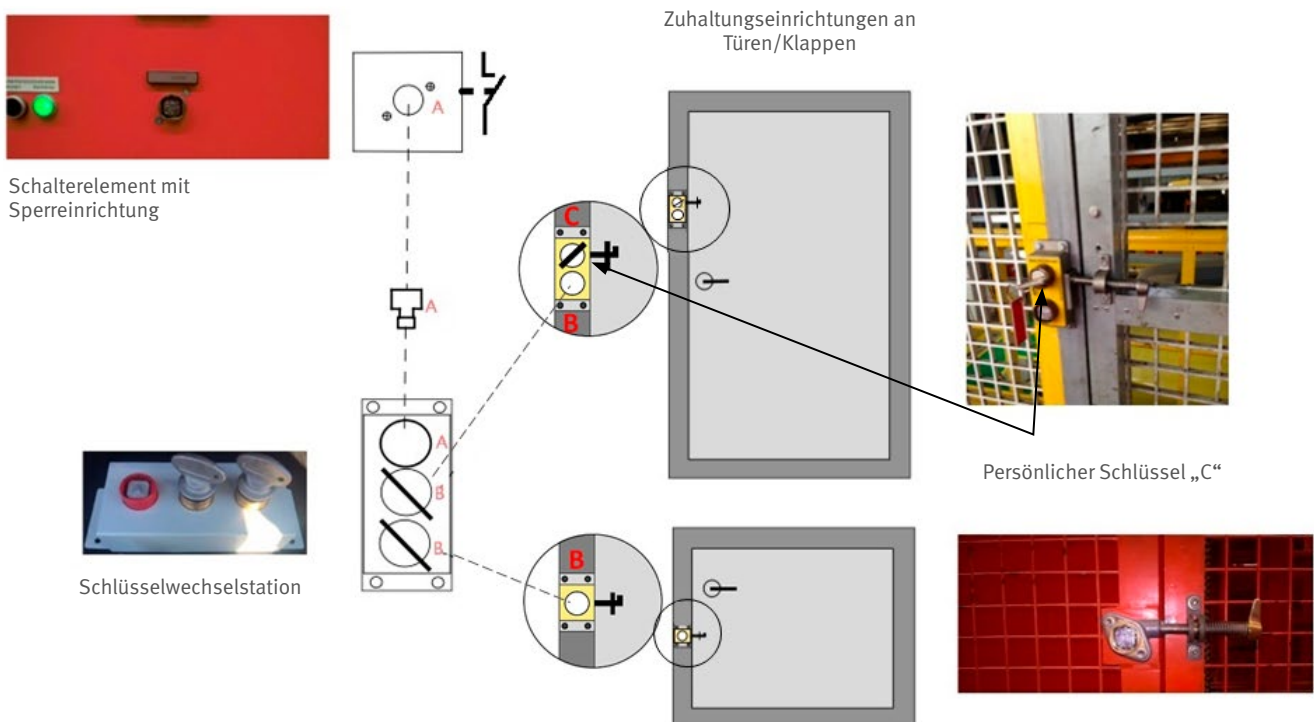 Zuhaltungseinrichtungen an
Türen/Klappen
A
Schalterelement mit
Sperreinrichtung
C
B
A
A
B
B
Persönlicher Schlüssel „C“
Schlüsselwechselstation
B